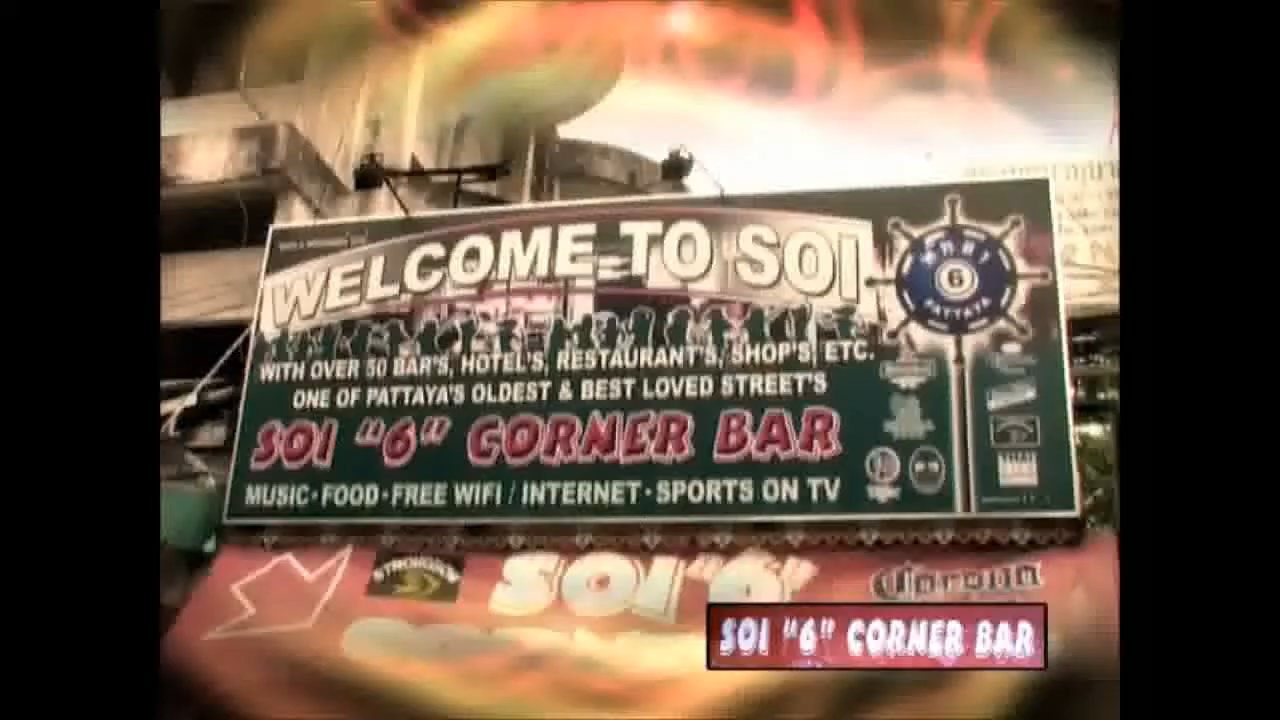 WELCOME TO SOI
6
PATTAYA
WITH OVER 50 BAR'S, HOTEL'S, RESTAURANT'S, SHOP'S, ETC.
ONE OF PATTAYA'S OLDEST & BEST LOVED STREET'S
SOI "6" CORNER BAR
MUSIC · FOOD · FREE WIFI / INTERNET · SPORTS ON TV
STRONGBOW
SOI "6"
Corona
SOI "6" CORNER BAR